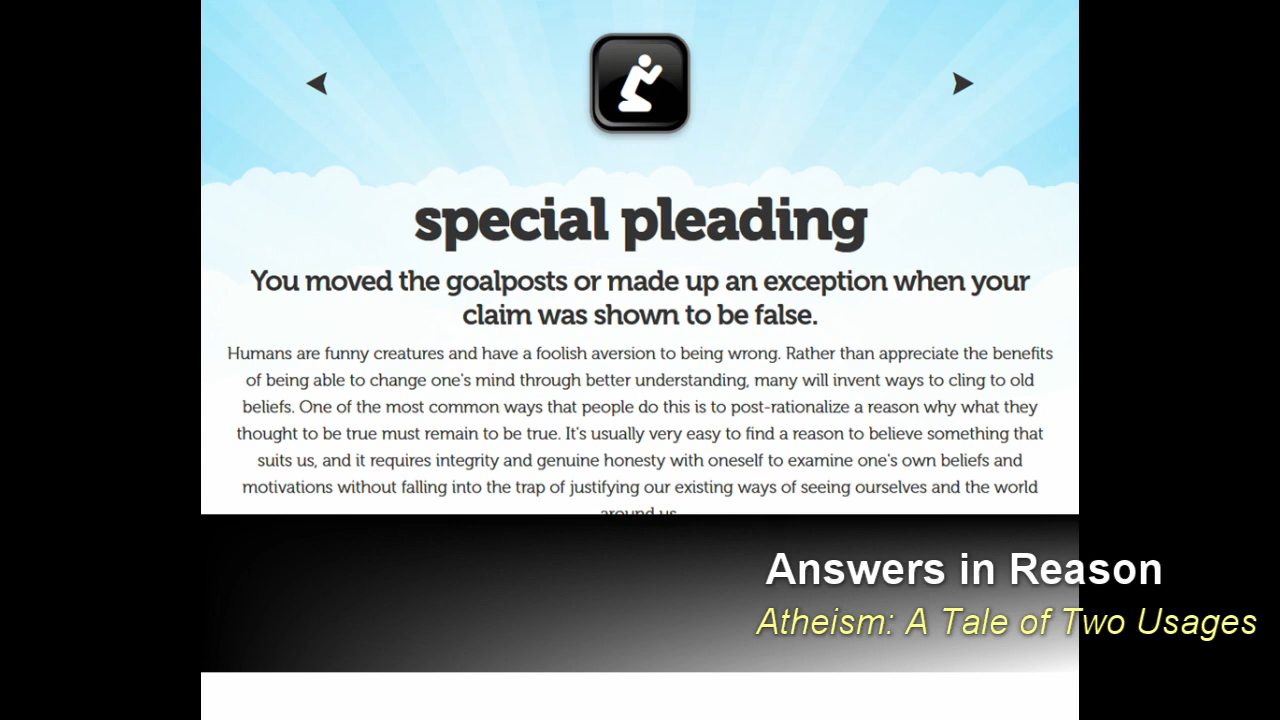 special pleading
You moved the goalposts or made up an exception when your
claim was shown to be false.
Humans are funny creatures and have a foolish aversion to being wrong. Rather than appreciate the benefits
of being able to change one's mind through better understanding, many will invent ways to cling to old
beliefs. One of the most common ways that people do this is to post-rationalize a reason why what they
thought to be true must remain to be true. It's usually very easy to find a reason to believe something that
suits us, and it requires integrity and genuine honesty with oneself to examine one's own beliefs and
motivations without falling into the trap of justifying our existing ways of seeing ourselves and the world
around us.
Answers in Reason
Atheism: A Tale of Two Usages